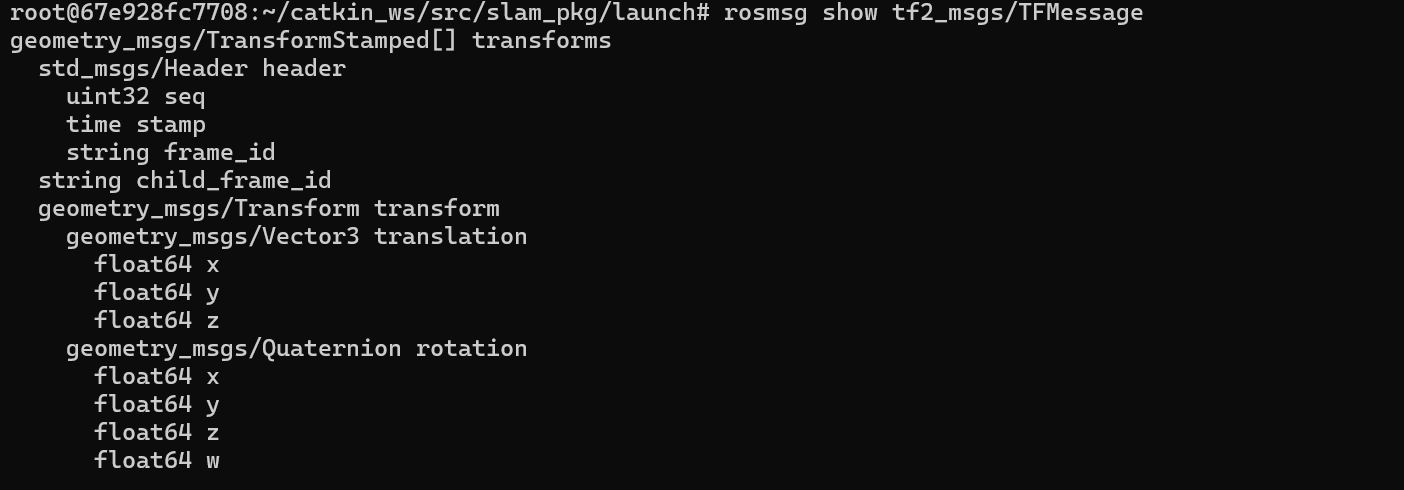 root@67e928fc7708:~/catkin_ws/src/slam_pkg/launch# rosmsg show tf2_msgs/TFMessage
geometry_msgs/TransformStamped[] transforms
  std_msgs/Header header
    uint32 seq
    time stamp
    string frame_id
  string child_frame_id
  geometry_msgs/Transform transform
    geometry_msgs/Vector3 translation
      float64 x
      float64 y
      float64 z
    geometry_msgs/Quaternion rotation
      float64 x
      float64 y
      float64 z
      float64 w